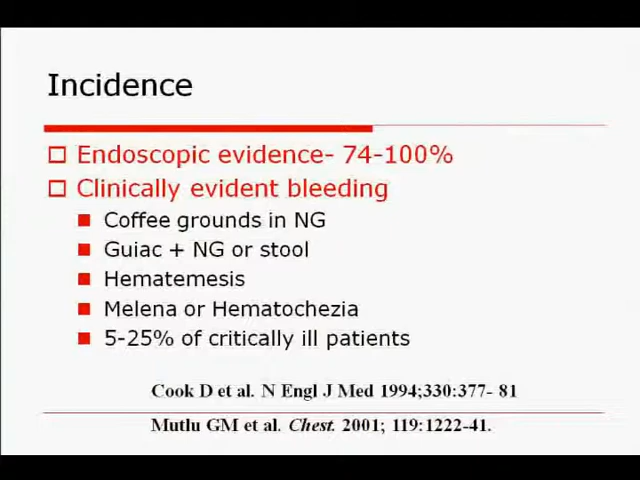 Incidence
Endoscopic evidence- 74-100%
Clinically evident bleeding
Coffee grounds in NG
Guiac + NG or stool
Hematemesis
Melena or Hematochezia
5-25% of critically ill patients
Cook D et al. N Engl J Med 1994;330:377- 81
Mutlu GM et al. Chest. 2001; 119:1222-41.